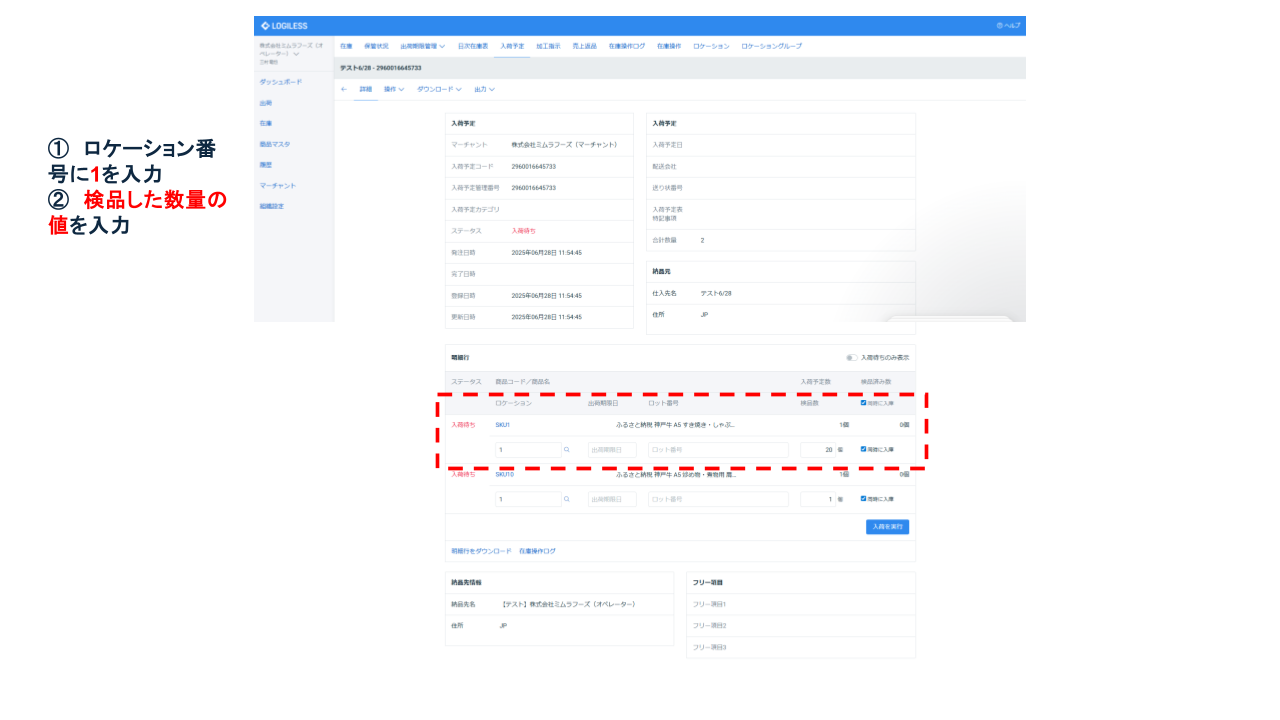 LOGILESS
ヘルプ
株式会社ミムラフーズ（オペレーター）
在庫 保管状況 出荷期限管理 日次在庫表 入荷予定 加工指示 売上返品 在庫操作ログ 在庫操作 ロケーション ロケーショングループ
テスト6/28 - 2960016645733
← 詳細 操作 ダウンロード 出力
ダッシュボード
出荷
在庫
商品マスタ
履歴
マーチャント
組織設定
① ロケーション番
号に1を入力
② 検品した数量の
値を入力
入荷予定
マーチャント 株式会社ミムラフーズ（マーチャント）
入荷予定コード 2960016645733
入荷予定管理番号 2960016645733
入荷予定カテゴリ
ステータス 入荷待ち
発注日時 2025年06月28日 11:54:45
完了日時
登録日時 2025年06月28日 11:54:45
更新日時 2025年06月28日 11:54:45
入荷予定
入荷予定日
配送会社
送り状番号
入荷予定表
特記事項
合計数量 2
納品元
仕入先名 テスト6/28
住所 JP
明細行 入荷待ちのみ表示
ステータス 商品コード／商品名 入荷予定数 検品済み数
ロケーション 出荷期限日 ロット番号 検品数 同時に入庫
入荷待ち SKU1 ふるさと納税 神戸牛 A5 すき焼き・しゃぶ... 1個 0個
1 出荷期限日 ロット番号 20 個 同時に入庫
入荷待ち SKU10 ふるさと納税 神戸牛 A5 炒め物・煮物用 霜... 1個 0個
1 出荷期限日 ロット番号 1 個 同時に入庫
入荷を実行
明細行をダウンロード 在庫操作ログ
納品先情報
納品先名 【テスト】株式会社ミムラフーズ（オペレーター）
住所 JP
フリー項目
フリー項目1
フリー項目2
フリー項目3